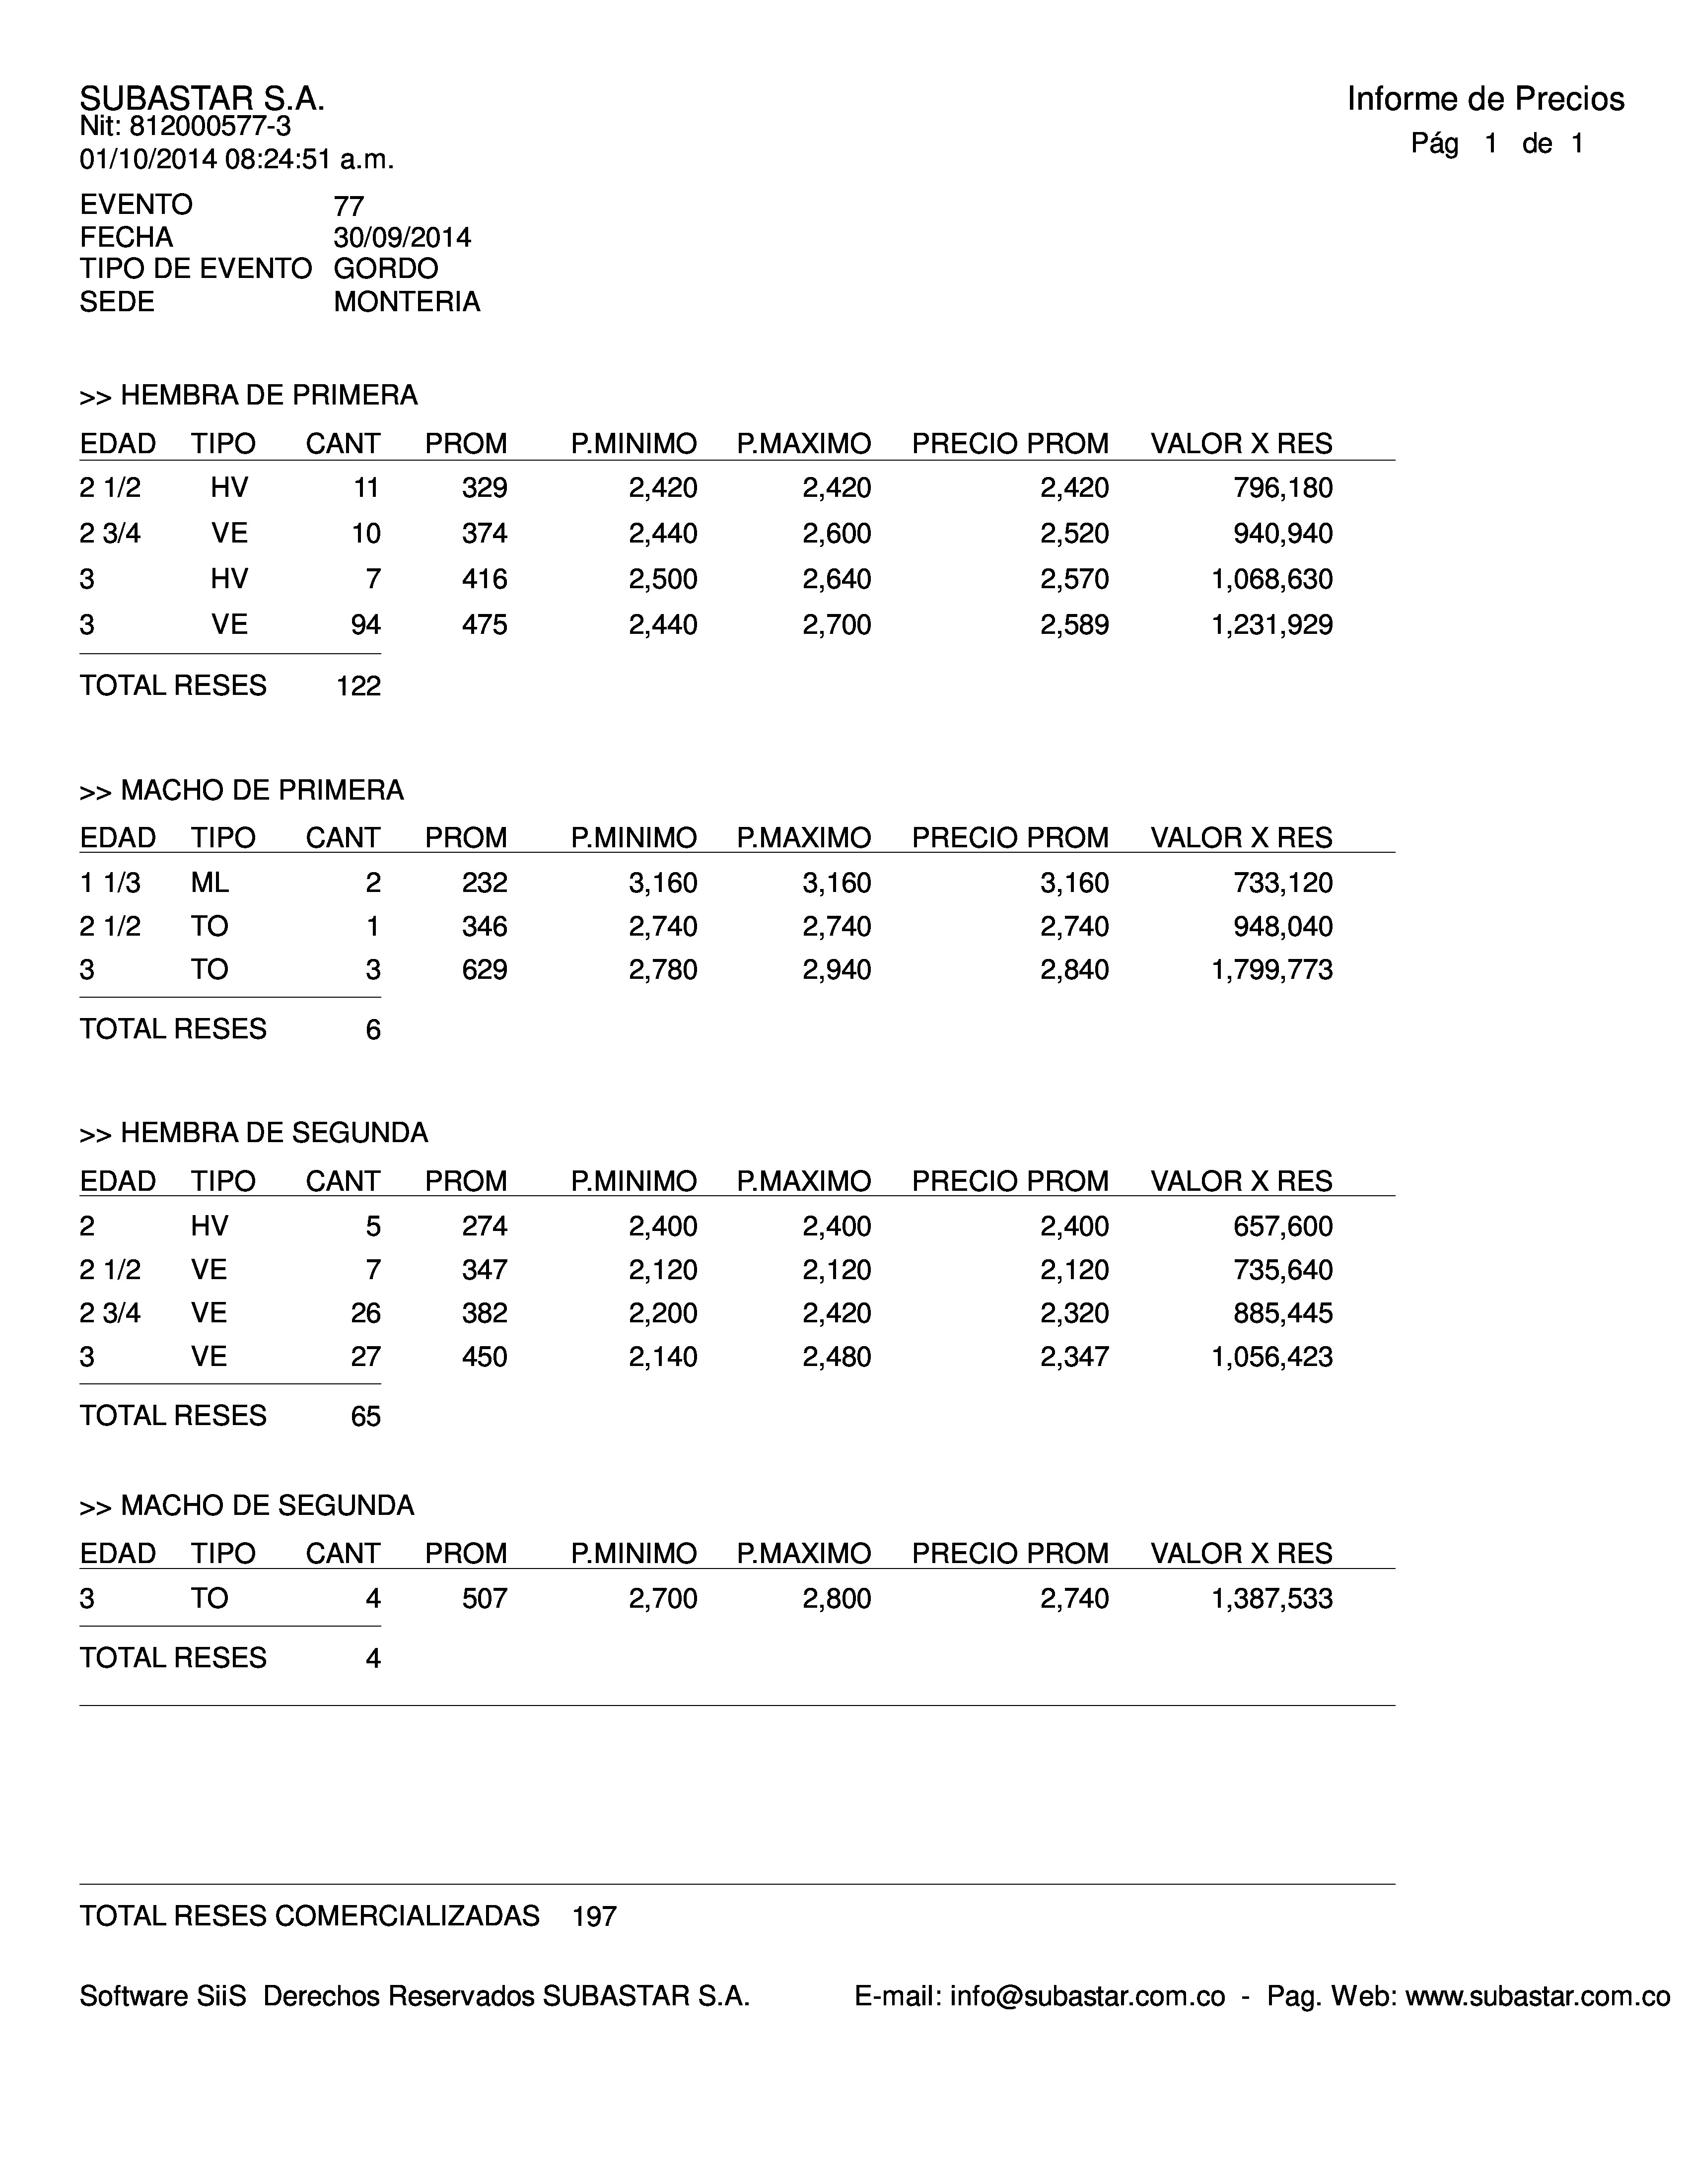 SUBASTAR S.A.
Informe de Precios
Nit: 812000577-3
Pág 1 de 1
01/10/2014 08:24:51 a.m.
EVENTO 77
FECHA 30/09/2014
TIPO DE EVENTO GORDO
SEDE MONTERIA
>> HEMBRA DE PRIMERA
EDAD TIPO CANT PROM P.MINIMO P.MAXIMO PRECIO PROM VALOR X RES
2 1/2 HV 11 329 2,420 2,420 2,420 796,180
2 3/4 VE 10 374 2,440 2,600 2,520 940,940
3 HV 7 416 2,500 2,640 2,570 1,068,630
3 VE 94 475 2,440 2,700 2,589 1,231,929
TOTAL RESES 122
>> MACHO DE PRIMERA
EDAD TIPO CANT PROM P.MINIMO P.MAXIMO PRECIO PROM VALOR X RES
1 1/3 ML 2 232 3,160 3,160 3,160 733,120
2 1/2 TO 1 346 2,740 2,740 2,740 948,040
3 TO 3 629 2,780 2,940 2,840 1,799,773
TOTAL RESES 6
>> HEMBRA DE SEGUNDA
EDAD TIPO CANT PROM P.MINIMO P.MAXIMO PRECIO PROM VALOR X RES
2 HV 5 274 2,400 2,400 2,400 657,600
2 1/2 VE 7 347 2,120 2,120 2,120 735,640
2 3/4 VE 26 382 2,200 2,420 2,320 885,445
3 VE 27 450 2,140 2,480 2,347 1,056,423
TOTAL RESES 65
>> MACHO DE SEGUNDA
EDAD TIPO CANT PROM P.MINIMO P.MAXIMO PRECIO PROM VALOR X RES
3 TO 4 507 2,700 2,800 2,740 1,387,533
TOTAL RESES 4
TOTAL RESES COMERCIALIZADAS 197
Software SiiS Derechos Reservados SUBASTAR S.A. E-mail: info@subastar.com.co - Pag. Web: www.subastar.com.co